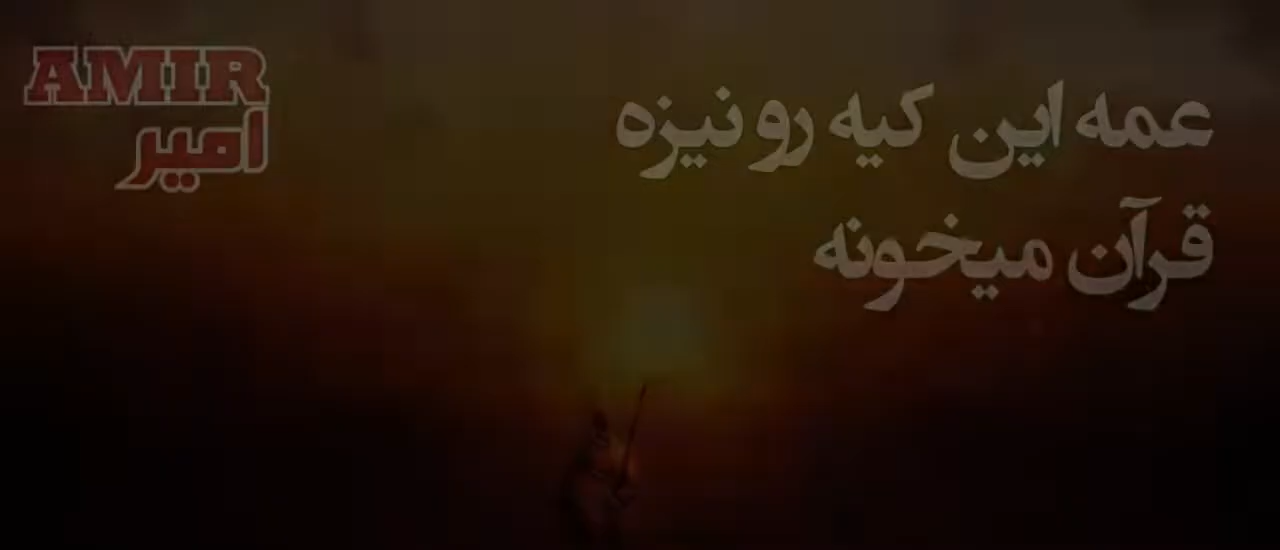 AMIR
امیر
عمه این کیه رو نیزه
قرآن میخونه